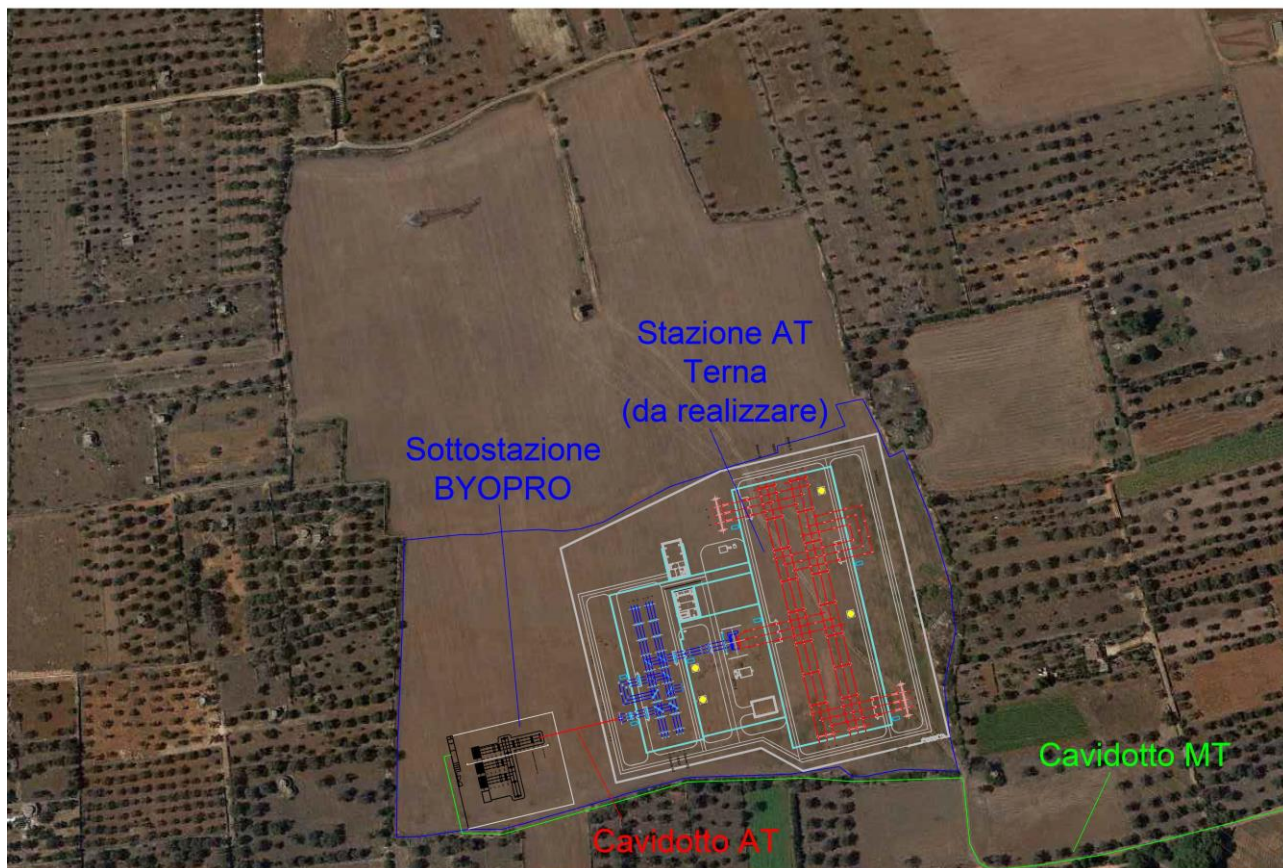 Stazione AT
Terna
(da realizzare)
Sottostazione
BYOPRO
Cavidotto MT
Cavidotto AT